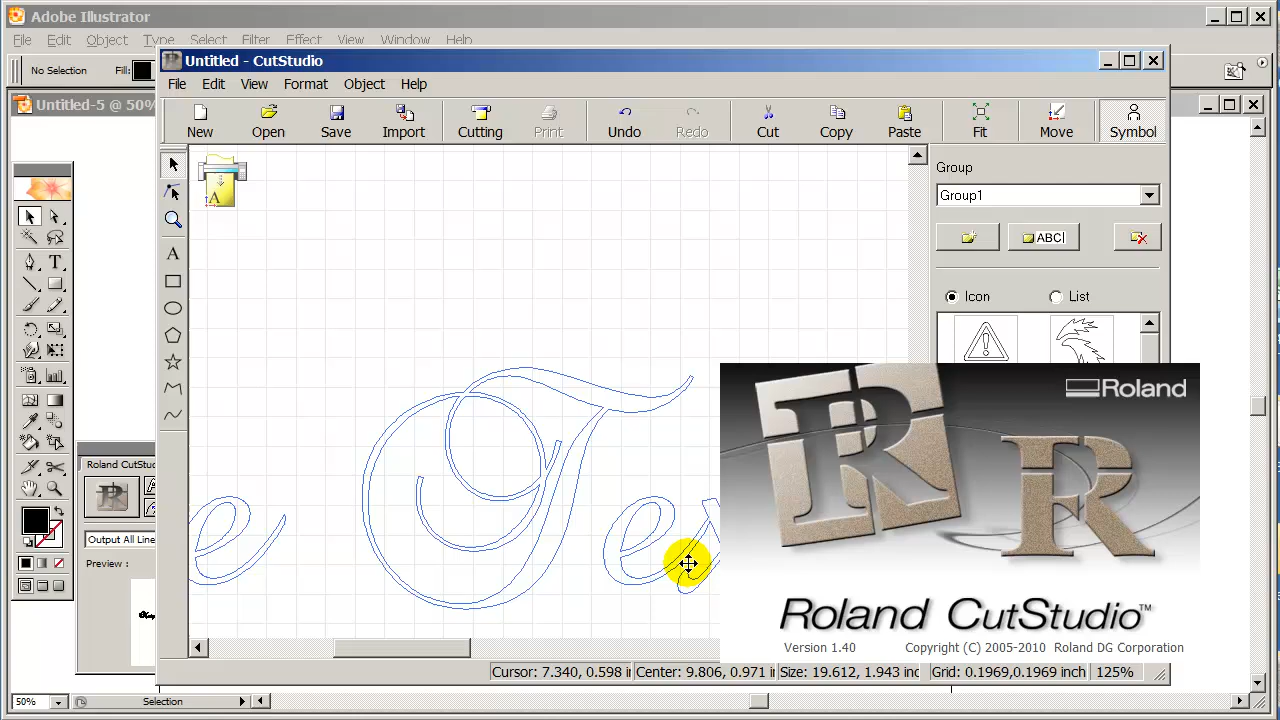 Adobe Illustrator
File Edit Object Type Select Filter Effect View Window Help
No Selection Fill:
Untitled-5 @ 50%
Untitled - CutStudio
File Edit View Format Object Help
New Open Save Import Cutting Print Undo Redo Cut Copy Paste Fit Move Symbol
A
Group
Group1
ABC
Icon List
T
A
e Tes
Roland
R R
Roland CutStudio™
Version 1.40 Copyright (C) 2005-2010 Roland DG Corporation
Roland CutStu
Output All Line
Preview :
Cursor: 7.340, 0.598 i Center: 9.806, 0.971 i Size: 19.612, 1.943 inc Grid: 0.1969,0.1969 inch 125%
50% Selection